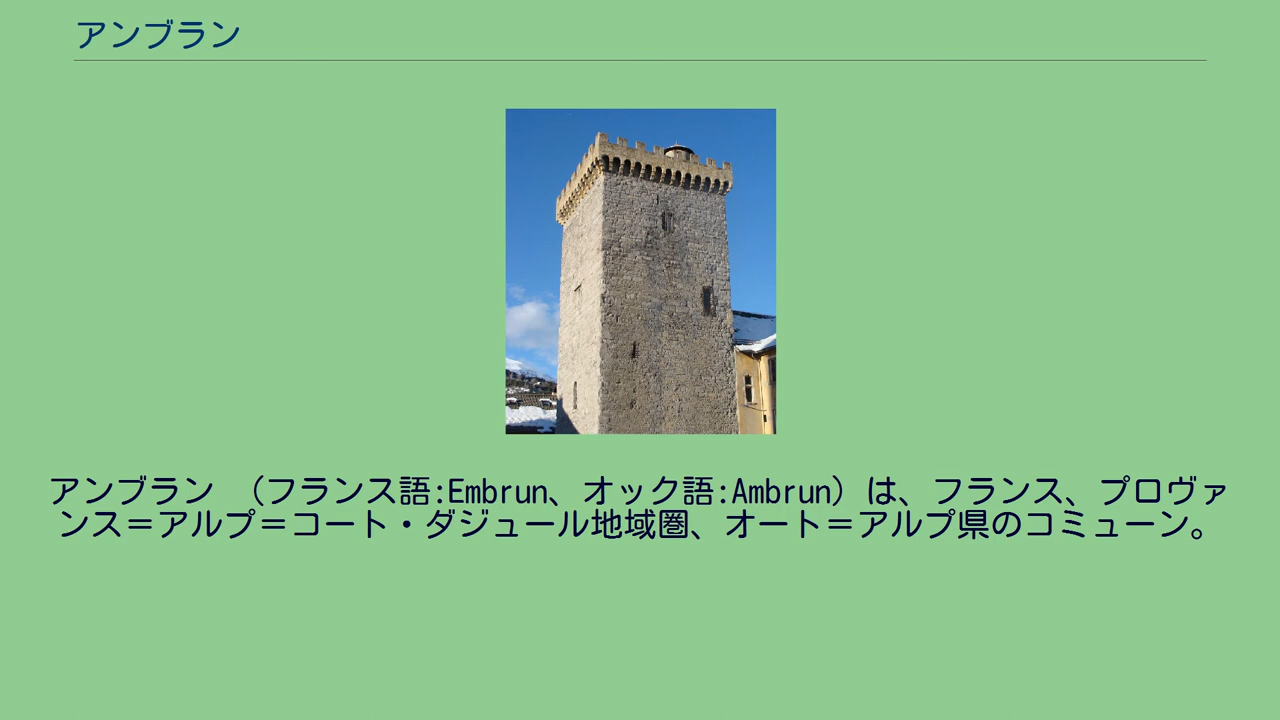 アンブラン
アンブラン （フランス語:Embrun、オック語:Ambrun）は、フランス、プロヴァ
ンス＝アルプ＝コート・ダジュール地域圏、オート＝アルプ県のコミューン。